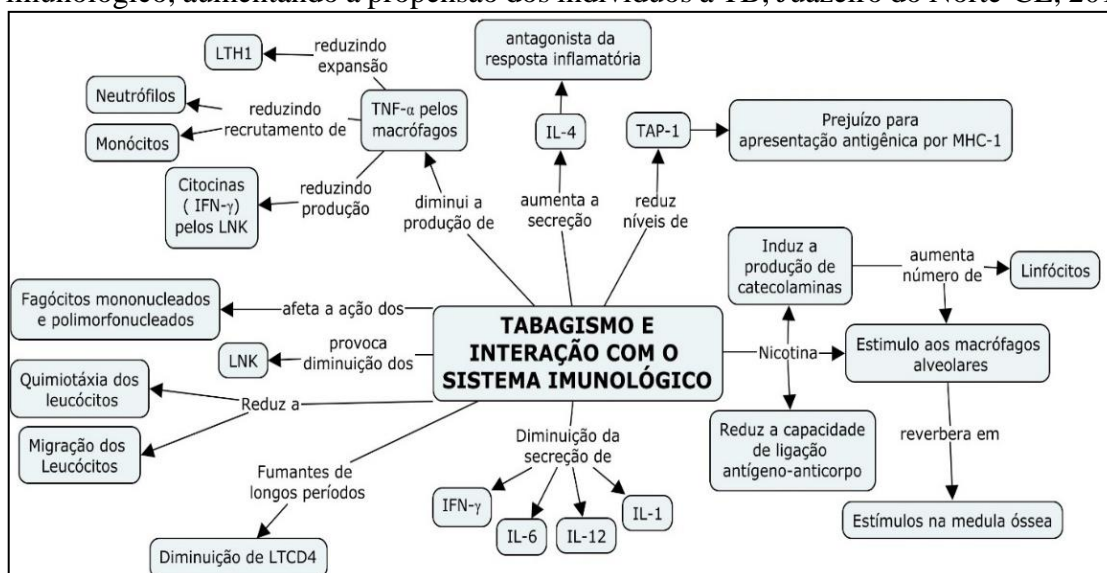 imunológico, aumentando a propensão dos indivíduos a TB, Juazeiro do Norte-CE, 201
antagonista da
resposta inflamatória
LTH1
reduzindo
expansão
Neutrófilos
reduzindo
recrutamento de
Monócitos
TNF-α pelos
macrófagos
IL-4
TAP-1
Prejuízo para
apresentação antigênica por MHC-1
Citocinas
( IFN-γ)
pelos LNK
reduzindo
produção
diminui a
produção de
aumenta a
secreção
reduz
níveis de
Induz a
produção de
catecolaminas
aumenta
número de
Linfócitos
Fagócitos mononucleados
e polimorfonucleados
afeta a ação dos
TABAGISMO E
INTERAÇÃO COM O
SISTEMA IMUNOLÓGICO
Nicotina
Estimulo aos macrófagos
alveolares
LNK
provoca
diminuição dos
Quimiotáxia dos
leucócitos
Reduz a
Migração dos
Leucócitos
Reduz a capacidade
de ligação
antígeno-anticorpo
reverbera em
Fumantes de
longos períodos
Diminuição da
secreção de
IFN-γ
IL-6
IL-12
IL-1
Estímulos na medula óssea
Diminuição de LTCD4